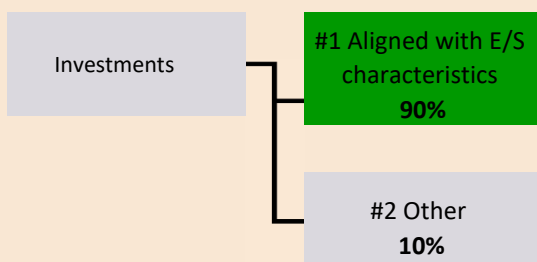 Investments
#1 Aligned with E/S
characteristics
90%
#2 Other
10%